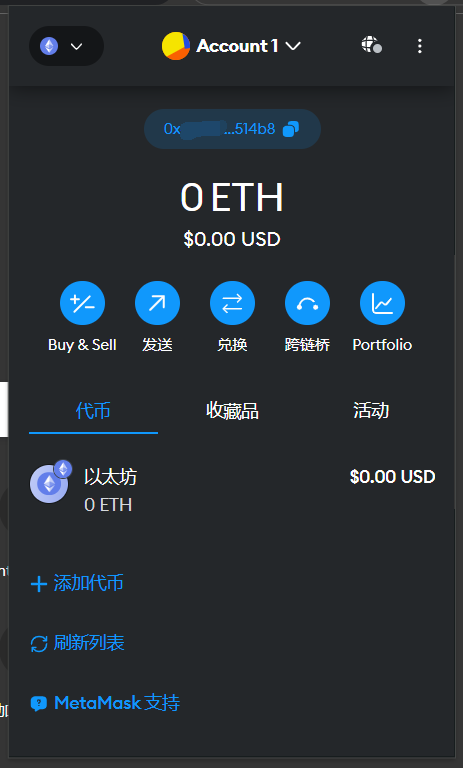 Account 1
0x ...514b8
0 ETH
$0.00 USD
Buy & Sell 发送 兑换 跨链桥 Portfolio
代币 收藏品 活动
以太坊 $0.00 USD
0 ETH
添加代币
刷新列表
MetaMask 支持